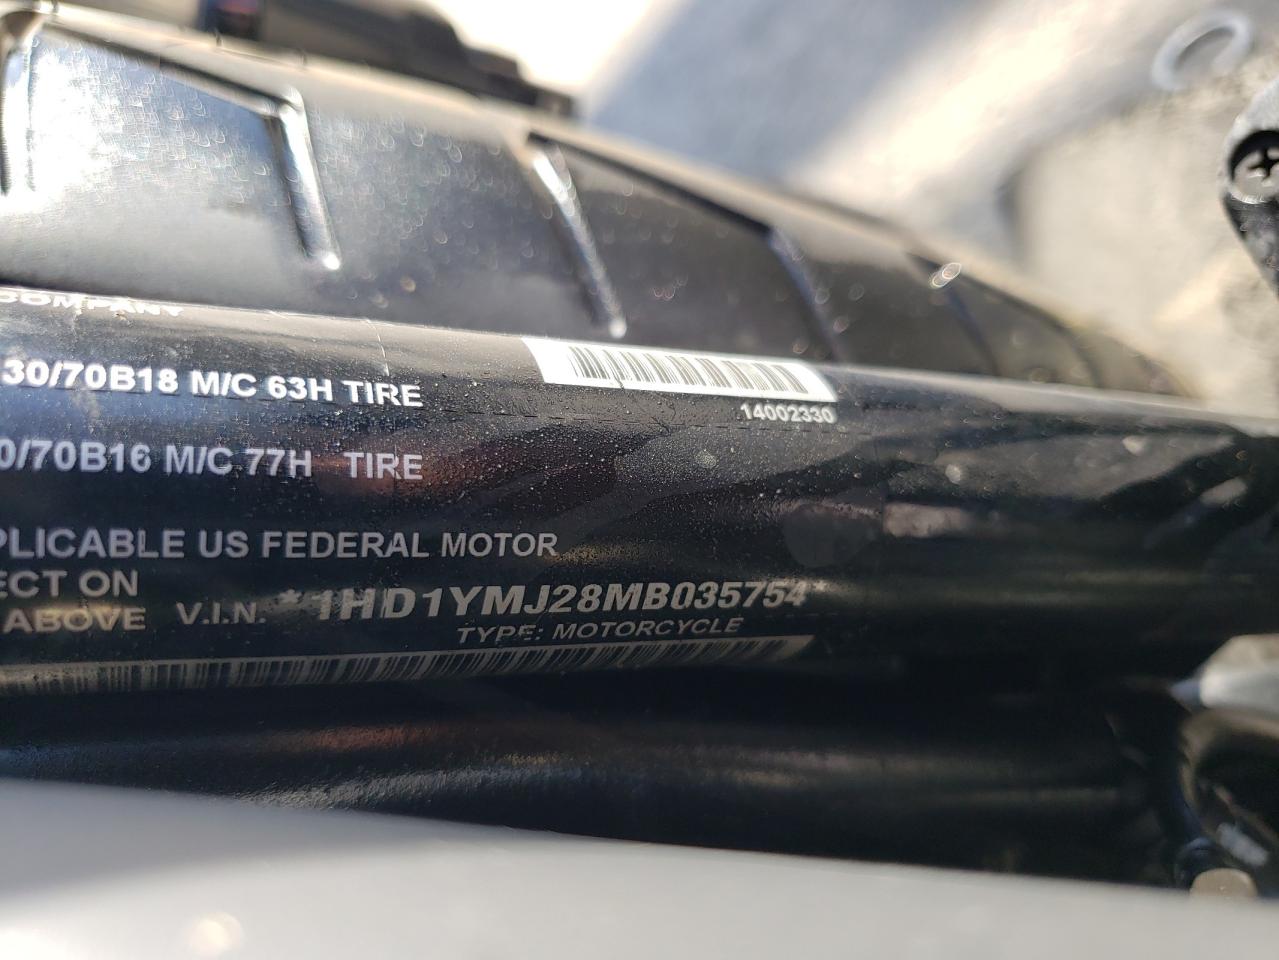 COMPANY
30/70B18 M/C 63H TIRE
14002330
0/70B16 M/C 77H TIRE
PLICABLE US FEDERAL MOTOR
ECT ON
ABOVE V.I.N. *1HD1YMJ28MB035754*
TYPE: MOTORCYCLE